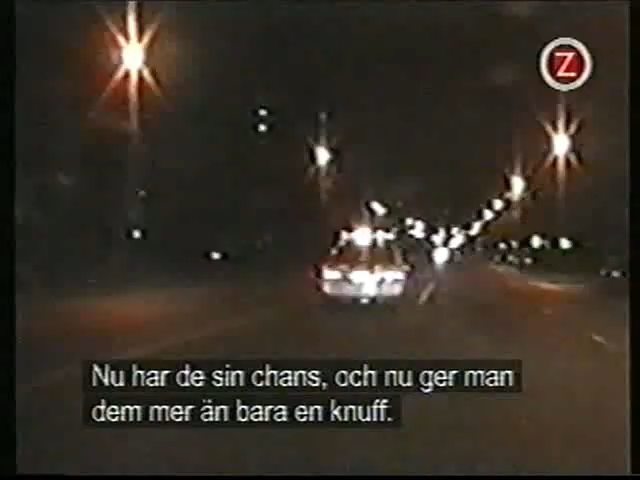 Z
Nu har de sin chans, och nu ger man
dem mer än bara en knuff.